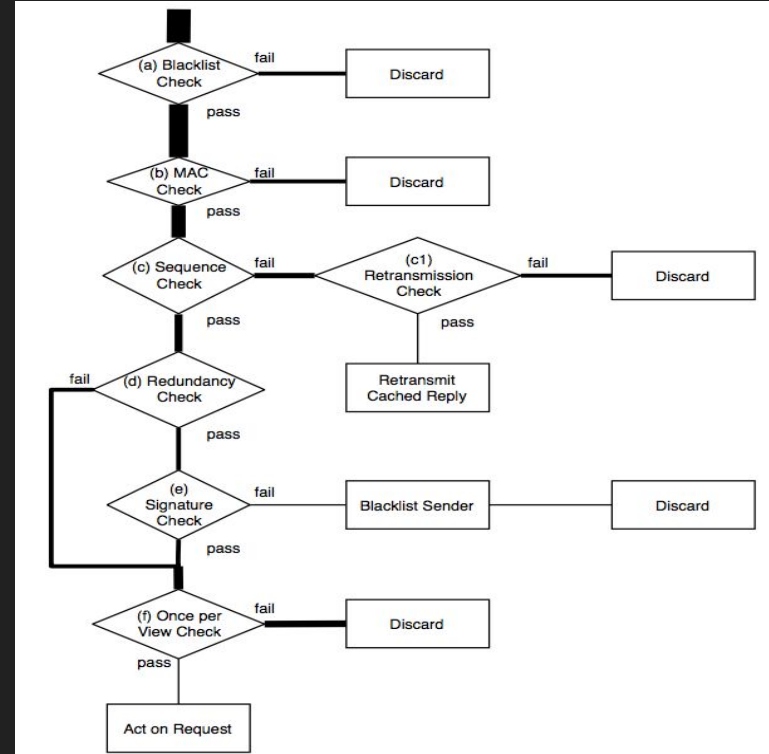 (a) Blacklist
Check
fail
Discard
pass
(b) MAC
Check
fail
Discard
pass
(c) Sequence
Check
fail
(c1)
Retransmission
Check
fail
Discard
pass
pass
Retransmit
Cached Reply
fail
(d) Redundancy
Check
pass
(e)
Signature
Check
fail
Blacklist Sender
Discard
pass
(f) Once per
View Check
fail
Discard
pass
Act on Request